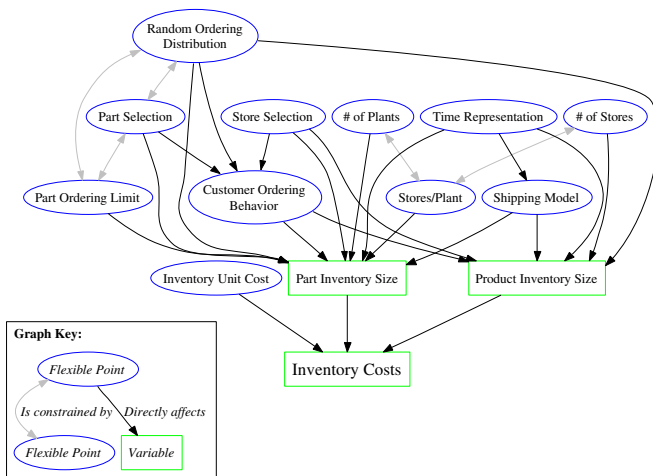 Random Ordering
Distribution
Part Selection
Store Selection
# of Plants
Time Representation
# of Stores
Part Ordering Limit
Customer Ordering
Behavior
Stores/Plant
Shipping Model
Inventory Unit Cost
Part Inventory Size
Product Inventory Size
Inventory Costs
Graph Key:
Flexible Point
Is constrained by
Directly affects
Flexible Point
Variable